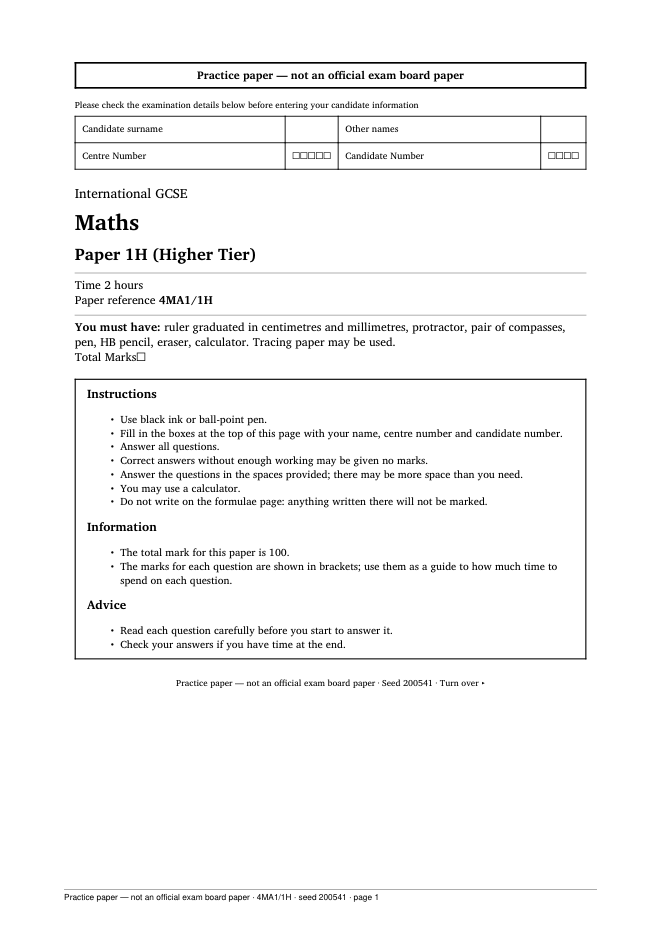 Practice paper — not an official exam board paper
Please check the examination details below before entering your candidate information
Candidate surname
Other names
Centre Number ☐☐☐☐☐
Candidate Number ☐☐☐☐
International GCSE
Maths
Paper 1H (Higher Tier)
Time 2 hours
Paper reference 4MA1/1H
You must have: ruler graduated in centimetres and millimetres, protractor, pair of compasses,
pen, HB pencil, eraser, calculator. Tracing paper may be used.
Total Marks☐
Instructions
• Use black ink or ball-point pen.
• Fill in the boxes at the top of this page with your name, centre number and candidate number.
• Answer all questions.
• Correct answers without enough working may be given no marks.
• Answer the questions in the spaces provided; there may be more space than you need.
• You may use a calculator.
• Do not write on the formulae page: anything written there will not be marked.
Information
• The total mark for this paper is 100.
• The marks for each question are shown in brackets; use them as a guide to how much time to
spend on each question.
Advice
• Read each question carefully before you start to answer it.
• Check your answers if you have time at the end.
Practice paper — not an official exam board paper · Seed 200541 · Turn over ▸
Practice paper — not an official exam board paper · 4MA1/1H · seed 200541 · page 1